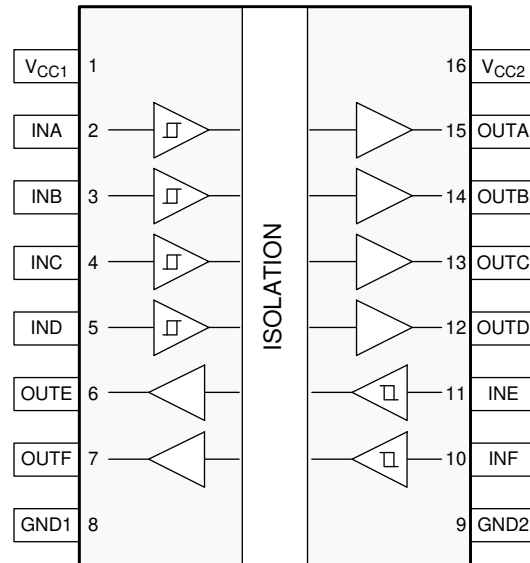 VCC1 1 16 VCC2
INA 2 15 OUTA
INB 3 14 OUTB
INC 4 13 OUTC
IND 5 12 OUTD
OUTE 6 11 INE
OUTF 7 10 INF
GND1 8 9 GND2
ISOLATION